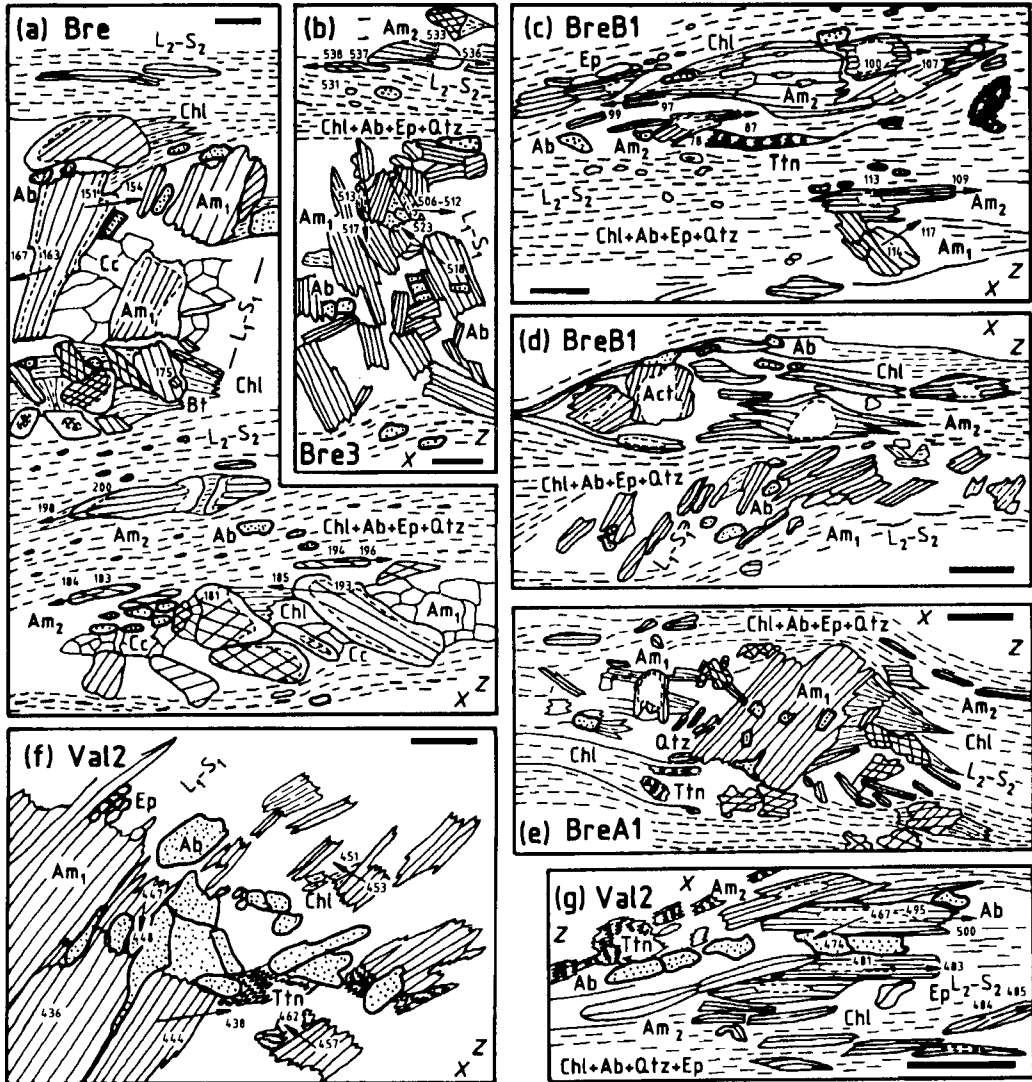 (a) Bre
L₂-S₂
Chl
Ab
151
154
Am₁
167
163
Cc
Am₁
L₁-S₁
175
Chl
Bt
L₂-S₂
200
198
Am₂
Ab
Chl+Ab+Ep+Qtz
194
196
184
183
185
193
181
Am₂
Chl
Am₁
Cc
Cc
X
Z
(b)
Am₂
533
538
537
536
531
L₂-S₂
Chl+Ab+Ep+Qtz
513
506-512
Am₁
517
523
L₁-S₁
518
Ab
Ab
Bre3
X
Z
(c) BreB1
Chl
Ep
100
107
Am₂
97
99
Ab
Am₂
78
87
Ttn
L₂-S₂
113
109
Am₂
Chl+Ab+Ep+Qtz
117
114
Am₁
X
Z
(d) BreB1
X
Z
Ab
Act
Chl
Am₂
Chl+Ab+Ep+Qtz
Ab
L₁-S₁
Am₁
L₂-S₂
X
Chl+Ab+Ep+Qtz
Z
Am₁
Am₁
Am₂
Qtz
Chl
Chl
Ttn
L₂-S₂
(e) BreA1
(f) Val2
L₁-S₁
Ep
Ab
Am₁
447
448
451
453
Chl
Ttn
436
444
438
462
457
X
Z
(g) Val2
X
Am₂
Z
Ttn
467
495
Ab
500
474
Ab
481
483
Ep
L₂-S₂
485
484
Am₂
Chl
Chl+Ab+Qtz+Ep